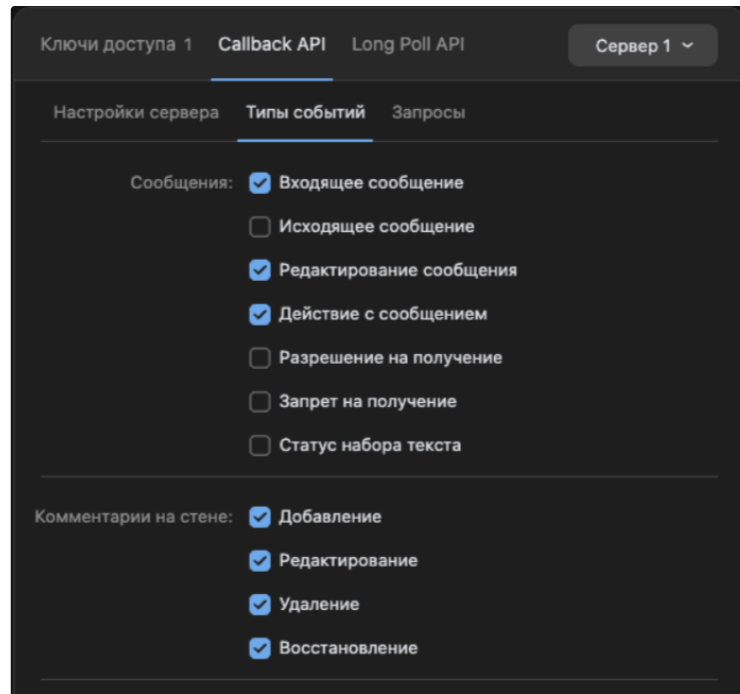 Ключи доступа 1 Callback API Long Poll API Сервер 1
Настройки сервера Типы событий Запросы
Сообщения: Входящее сообщение
Исходящее сообщение
Редактирование сообщения
Действие с сообщением
Разрешение на получение
Запрет на получение
Статус набора текста
Комментарии на стене: Добавление
Редактирование
Удаление
Восстановление